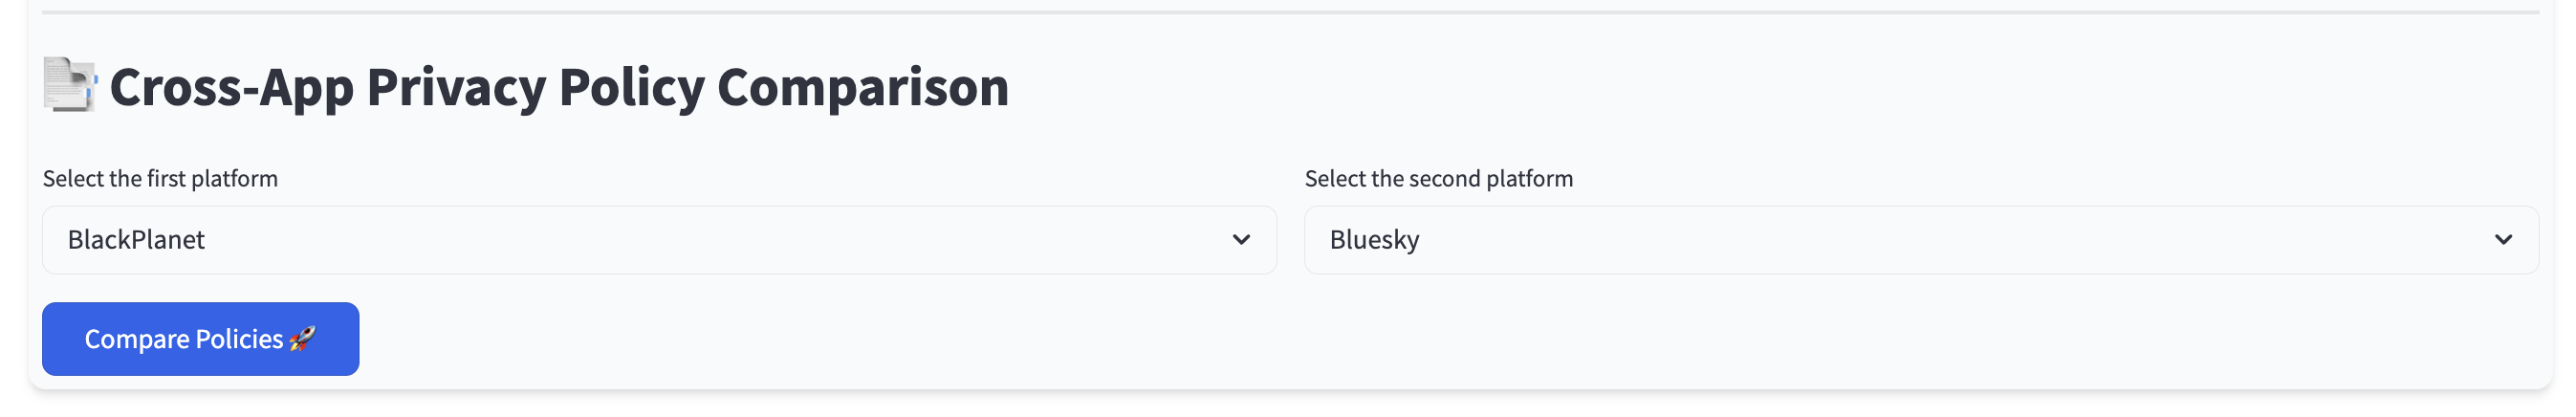 Cross-App Privacy Policy Comparison
Select the first platform
Select the second platform
BlackPlanet
Bluesky
Compare Policies 🚀